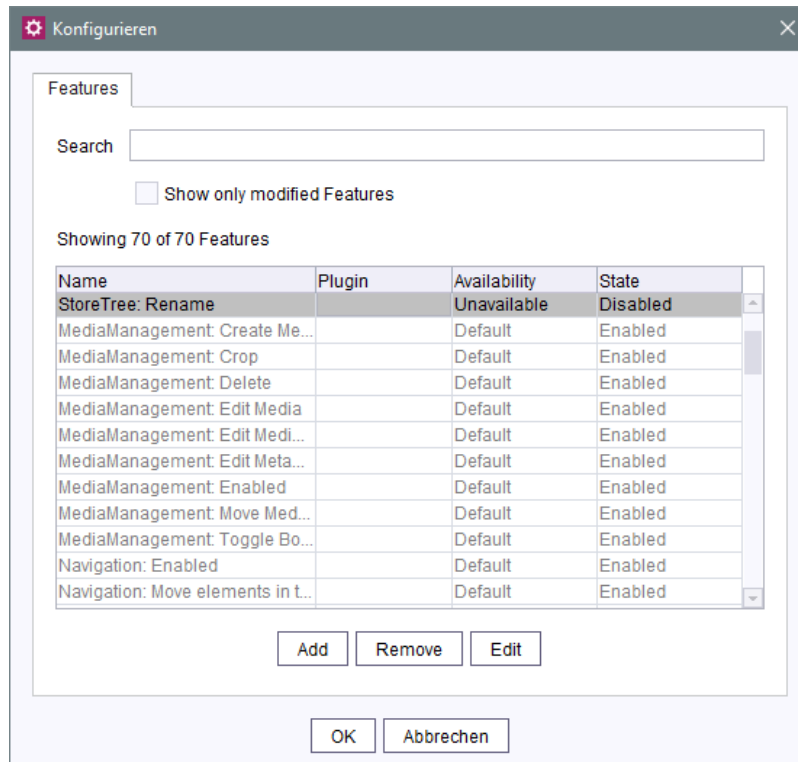 Konfigurieren
Features
Search
Show only modified Features
Showing 70 of 70 Features
Name Plugin Availability State
StoreTree: Rename Unavailable Disabled
MediaManagement: Create Me... Default Enabled
MediaManagement: Crop Default Enabled
MediaManagement: Delete Default Enabled
MediaManagement: Edit Media Default Enabled
MediaManagement: Edit Medi... Default Enabled
MediaManagement: Edit Meta... Default Enabled
MediaManagement: Enabled Default Enabled
MediaManagement: Move Med... Default Enabled
MediaManagement: Toggle Bo... Default Enabled
Navigation: Enabled Default Enabled
Navigation: Move elements in t... Default Enabled
Add Remove Edit
OK Abbrechen